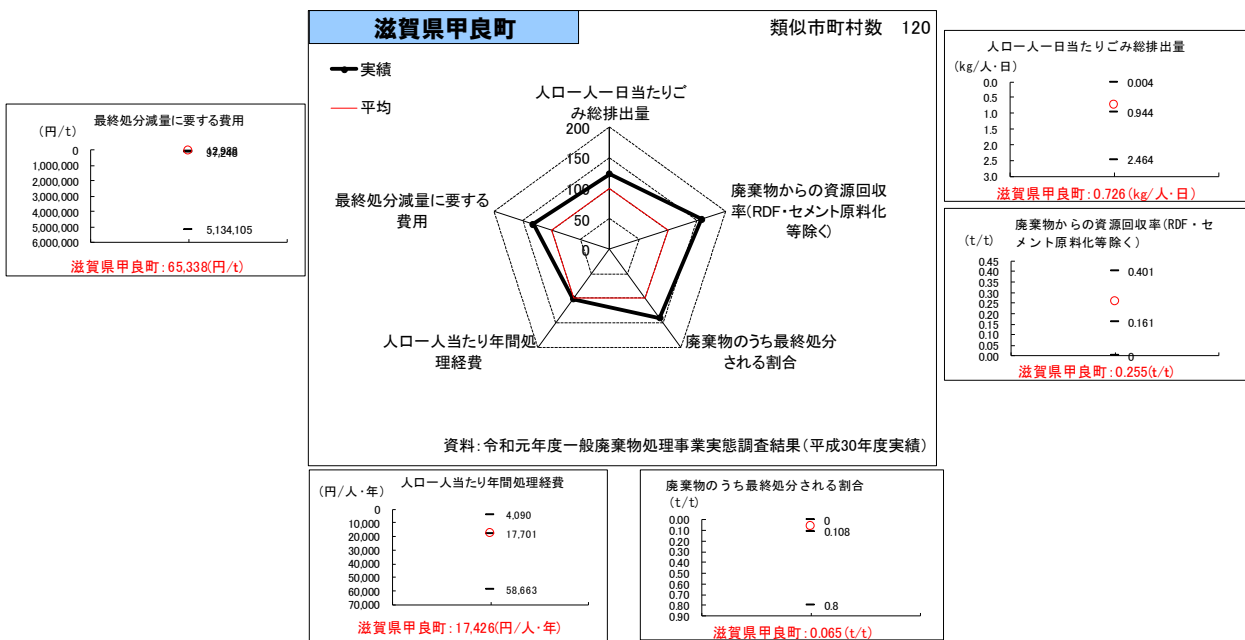 滋賀県甲良町
類似市町村数 120
実績
平均
人口一人一日当たりご
み総排出量
200
150
100
50
0
廃棄物からの資源回収
率(RDF・セメント原料化
等除く)
廃棄物のうち最終処分
される割合
人口一人当たり年間処
理経費
最終処分減量に要する
費用
資料:令和元年度一般廃棄物処理事業実態調査結果(平成30年度実績)
最終処分減量に要する費用
(円/t)
0
1,000,000
2,000,000
3,000,000
4,000,000
5,000,000
6,000,000
5,134,105
滋賀県甲良町:65,338(円/t)
人口一人一日当たりごみ総排出量
(kg/人・日)
0.0
0.5
1.0
1.5
2.0
2.5
3.0
0.004
0.944
2.464
滋賀県甲良町:0.726(kg/人・日)
廃棄物からの資源回収率(RDF・セ
メント原料化等除く)
(t/t)
0.45
0.40
0.35
0.30
0.25
0.20
0.15
0.10
0.05
0.00
0.401
0.161
0
滋賀県甲良町:0.255(t/t)
人口一人当たり年間処理経費
(円/人・年)
0
10,000
20,000
30,000
40,000
50,000
60,000
70,000
4,090
17,701
58,663
滋賀県甲良町:17,426(円/人・年)
廃棄物のうち最終処分される割合
(t/t)
0.00
0.10
0.20
0.30
0.40
0.50
0.60
0.70
0.80
0.90
0
0.108
0.8
滋賀県甲良町:0.065(t/t)